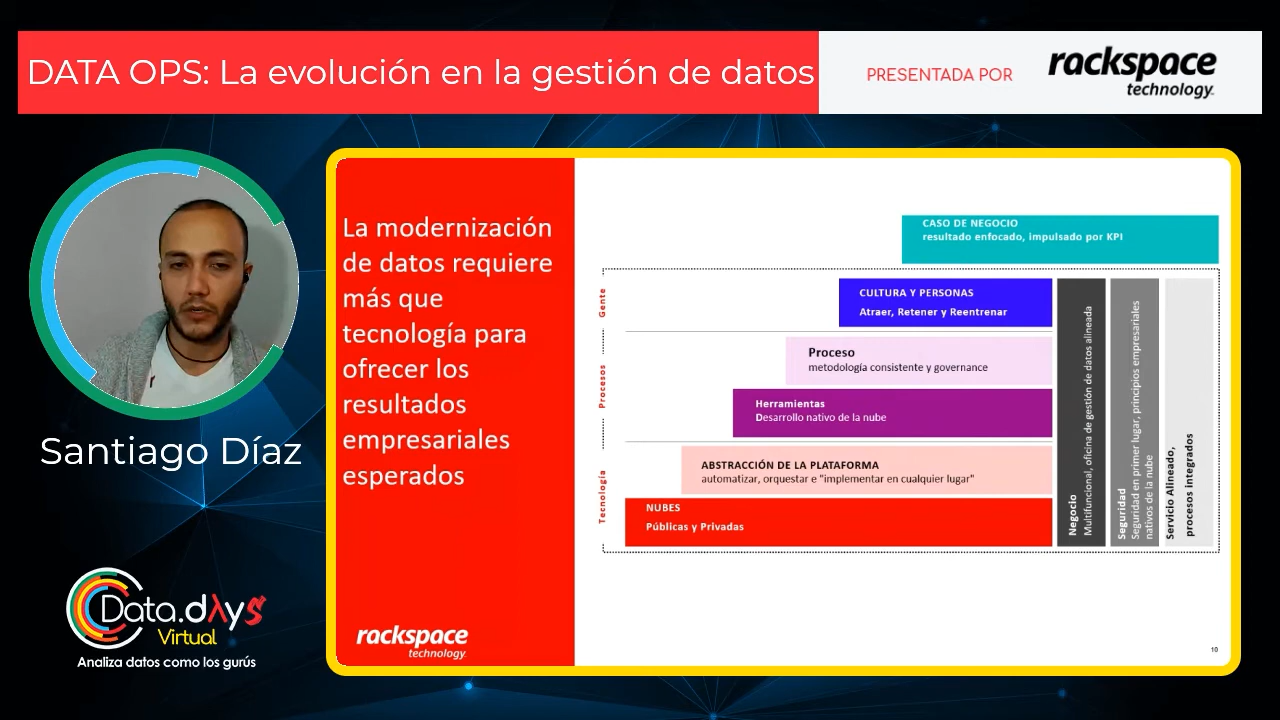 DATA OPS: La evolución en la gestión de datos
PRESENTADA POR
rackspace
technology.
La modernización
de datos requiere
más que
tecnología para
ofrecer los
resultados
empresariales
esperados
rackspace
technology.
CASO DE NEGOCIO
resultado enfocado, impulsado por KPI
Gente
CULTURA Y PERSONAS
Atraer, Retener y Reentrenar
Procesos
Proceso
metodología consistente y governance
Herramientas
Desarrollo nativo de la nube
Tecnología
ABSTRACCIÓN DE LA PLATAFORMA
automatizar, orquestar e "implementar en cualquier lugar"
NUBES
Públicas y Privadas
Negocio
Multifuncional, oficina de gestión de datos alineada
Seguridad
Seguridad en primer lugar, principios empresariales
nativos de la nube
Servicio Alineado,
procesos integrados
10
Santiago Díaz
Data.dAys
Virtual
Analiza datos como los gurús